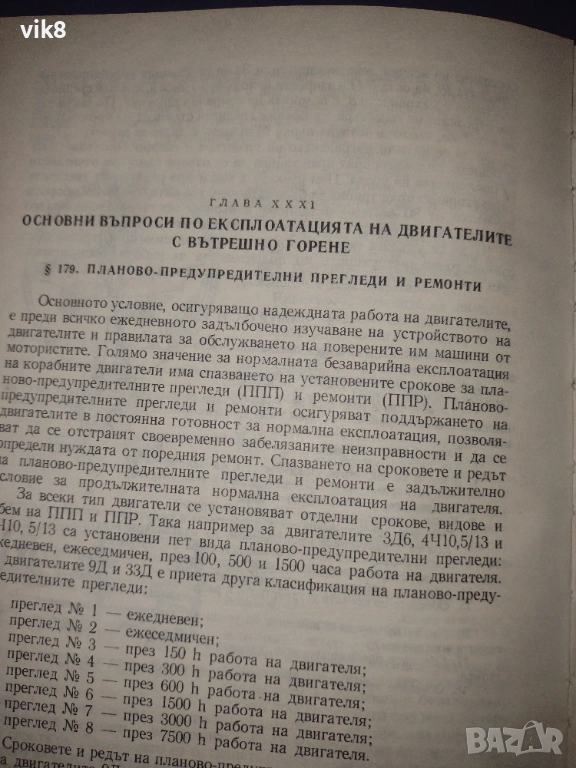 vik8
ГЛАВА XXXI
ОСНОВНИ ВЪПРОСИ ПО ЕКСПЛОАТАЦИЯТА НА ДВИГАТЕЛИТЕ
С ВЪТРЕШНО ГОРЕНЕ
§ 179. ПЛАНОВО-ПРЕДУПРЕДИТЕЛНИ ПРЕГЛЕДИ И РЕМОНТИ
Основното условие, осигуряващо надеждната работа на двигателите,
е преди всичко ежедневното задълбочено изучаване на устройството на
двигателите и правилата за обслужването на поверените им машини от
мотористите. Голямо значение за нормалната безаварийна експлоатация
на корабните двигатели има спазването на установените срокове за пла-
ново-предупредителните прегледи (ППП) и ремонти (ППР). Планово-
предупредителните прегледи и ремонти осигуряват поддържането на
двигателите в постоянна готовност за нормална експлоатация, позволя-
ват да се отстранят своевременно забелязаните неизправности и да се
определи нуждата от поредния ремонт. Спазването на сроковете и редът
на планово-предупредителните прегледи и ремонти е задължително
словие за продължителната нормална експлоатация на двигателя.
За всеки тип двигатели се установяват отделни срокове, видове и
бем на ППП и ППР. Така например за двигателите 3Д6, 4Ч10,5/13 и
Ч10, 5/13 са установени пет вида планово-предупредителни прегледи:
жедневен, ежеседмичен, през 100, 500 и 1500 часа работа на двигателя.
двигателите 9Д и 33Д е приета друга класификация на планово-преду-
едителните прегледи:
преглед № 1 — ежедневен;
преглед № 2 — ежеседмичен;
преглед № 3 — през 150 h работа на двигателя;
преглед № 4 — през 300 h работа на двигателя;
преглед № 5 — през 600 h работа на двигателя;
преглед № 6 — през 1500 h работа на двигателя;
преглед № 7 — през 3000 h работа на двигателя;
преглед № 8 — през 7500 h работа на двигателя.
Сроковете и редът на планово-преду
BAZAR